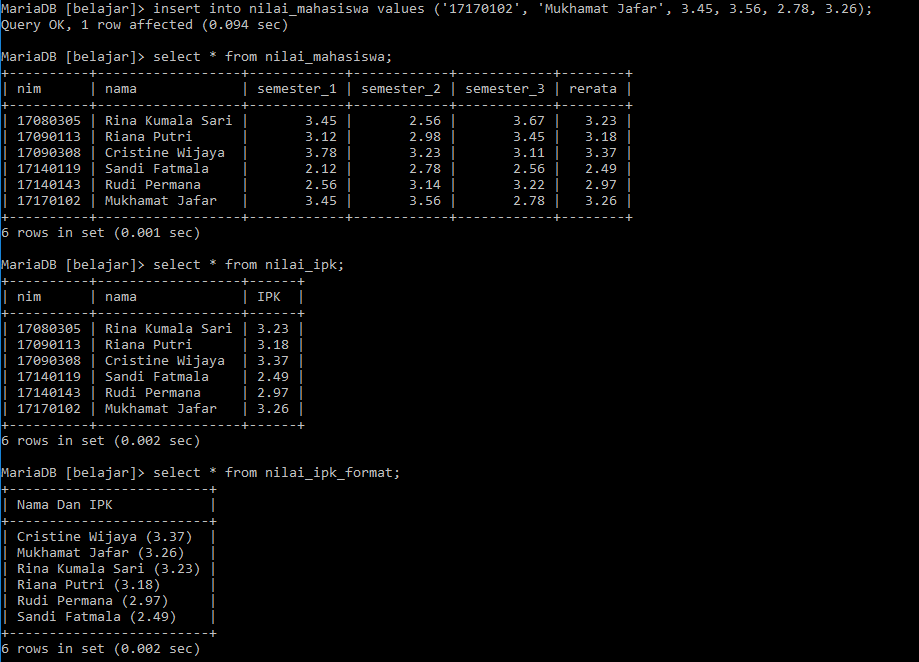 MariaDB [belajar]> insert into nilai_mahasiswa values ('17170102', 'Mukhamat Jafar', 3.45, 3.56, 2.78, 3.26);
Query OK, 1 row affected (0.094 sec)

MariaDB [belajar]> select * from nilai_mahasiswa;
+----------+------------------+------------+------------+------------+--------+
| nim      | nama             | semester_1 | semester_2 | semester_3 | rerata |
+----------+------------------+------------+------------+------------+--------+
| 17080305 | Rina Kumala Sari |       3.45 |       2.56 |       3.67 |   3.23 |
| 17090113 | Riana Putri      |       3.12 |       2.98 |       3.45 |   3.18 |
| 17090308 | Cristine Wijaya  |       3.78 |       3.23 |       3.11 |   3.37 |
| 17140119 | Sandi Fatmala    |       2.12 |       2.78 |       2.56 |   2.49 |
| 17140143 | Rudi Permana     |       2.56 |       3.14 |       3.22 |   2.97 |
| 17170102 | Mukhamat Jafar   |       3.45 |       3.56 |       2.78 |   3.26 |
+----------+------------------+------------+------------+------------+--------+
6 rows in set (0.001 sec)

MariaDB [belajar]> select * from nilai_ipk;
+----------+------------------+------+
| nim      | nama             | IPK  |
+----------+------------------+------+
| 17080305 | Rina Kumala Sari | 3.23 |
| 17090113 | Riana Putri      | 3.18 |
| 17090308 | Cristine Wijaya  | 3.37 |
| 17140119 | Sandi Fatmala    | 2.49 |
| 17140143 | Rudi Permana     | 2.97 |
| 17170102 | Mukhamat Jafar   | 3.26 |
+----------+------------------+------+
6 rows in set (0.002 sec)

MariaDB [belajar]> select * from nilai_ipk_format;
+-------------------------+
| Nama Dan IPK            |
+-------------------------+
| Cristine Wijaya (3.37)  |
| Mukhamat Jafar (3.26)   |
| Rina Kumala Sari (3.23) |
| Riana Putri (3.18)      |
| Rudi Permana (2.97)     |
| Sandi Fatmala (2.49)    |
+-------------------------+
6 rows in set (0.002 sec)